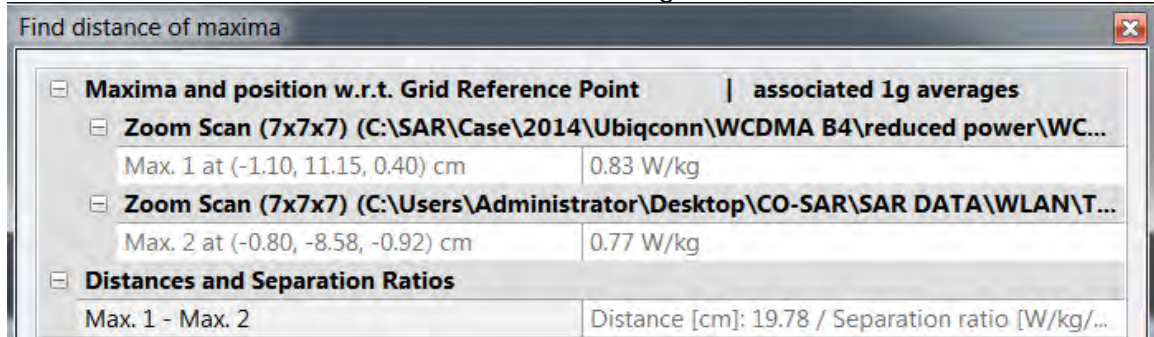 Find distance of maxima
Maxima and position w.r.t. Grid Reference Point | associated 1g averages
Zoom Scan (7x7x7) (C:\SAR\Case\2014\Ubiqconn\WCDMA B4\reduced power\WC...
Max. 1 at (-1.10, 11.15, 0.40) cm 0.83 W/kg
Zoom Scan (7x7x7) (C:\Users\Administrator\Desktop\CO-SAR\SAR DATA\WLAN\T...
Max. 2 at (-0.80, -8.58, -0.92) cm 0.77 W/kg
Distances and Separation Ratios
Max. 1 - Max. 2 Distance [cm]: 19.78 / Separation ratio [W/kg/...